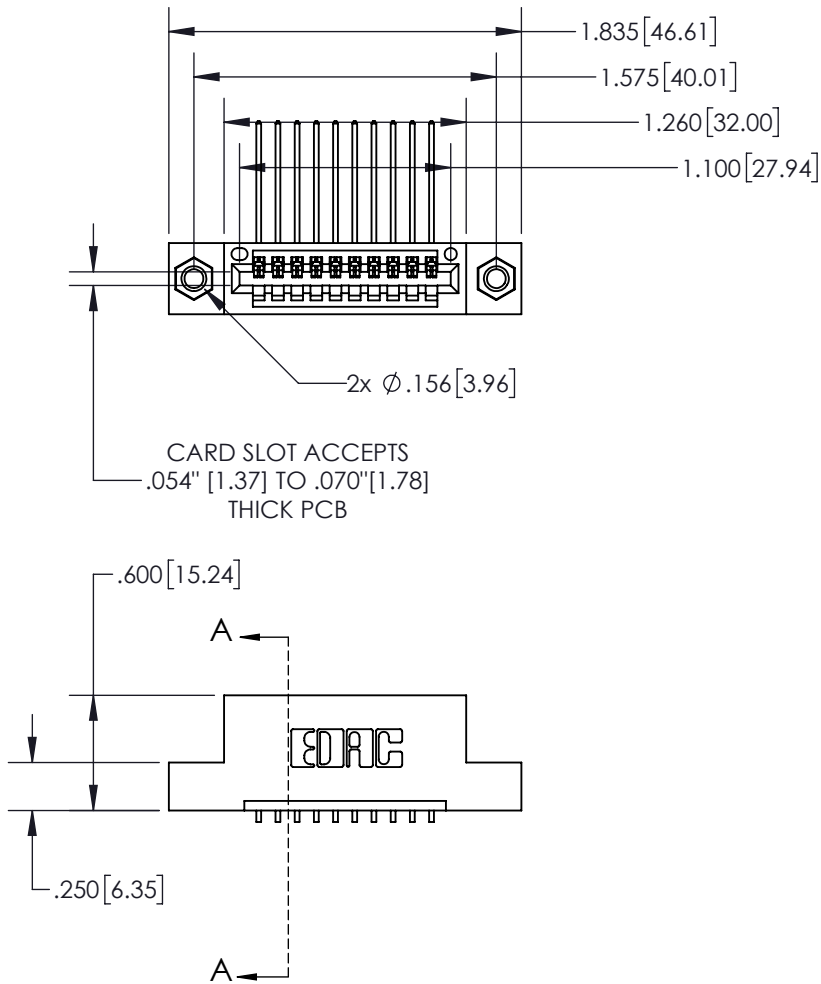 1.835[46.61]
1.575[40.01]
1.260[32.00]
1.100[27.94]
2x ⌀.156[3.96]
CARD SLOT ACCEPTS
.054" [1.37] TO .070"[1.78]
THICK PCB
.600[15.24]
A
EDAC
.250[6.35]
A